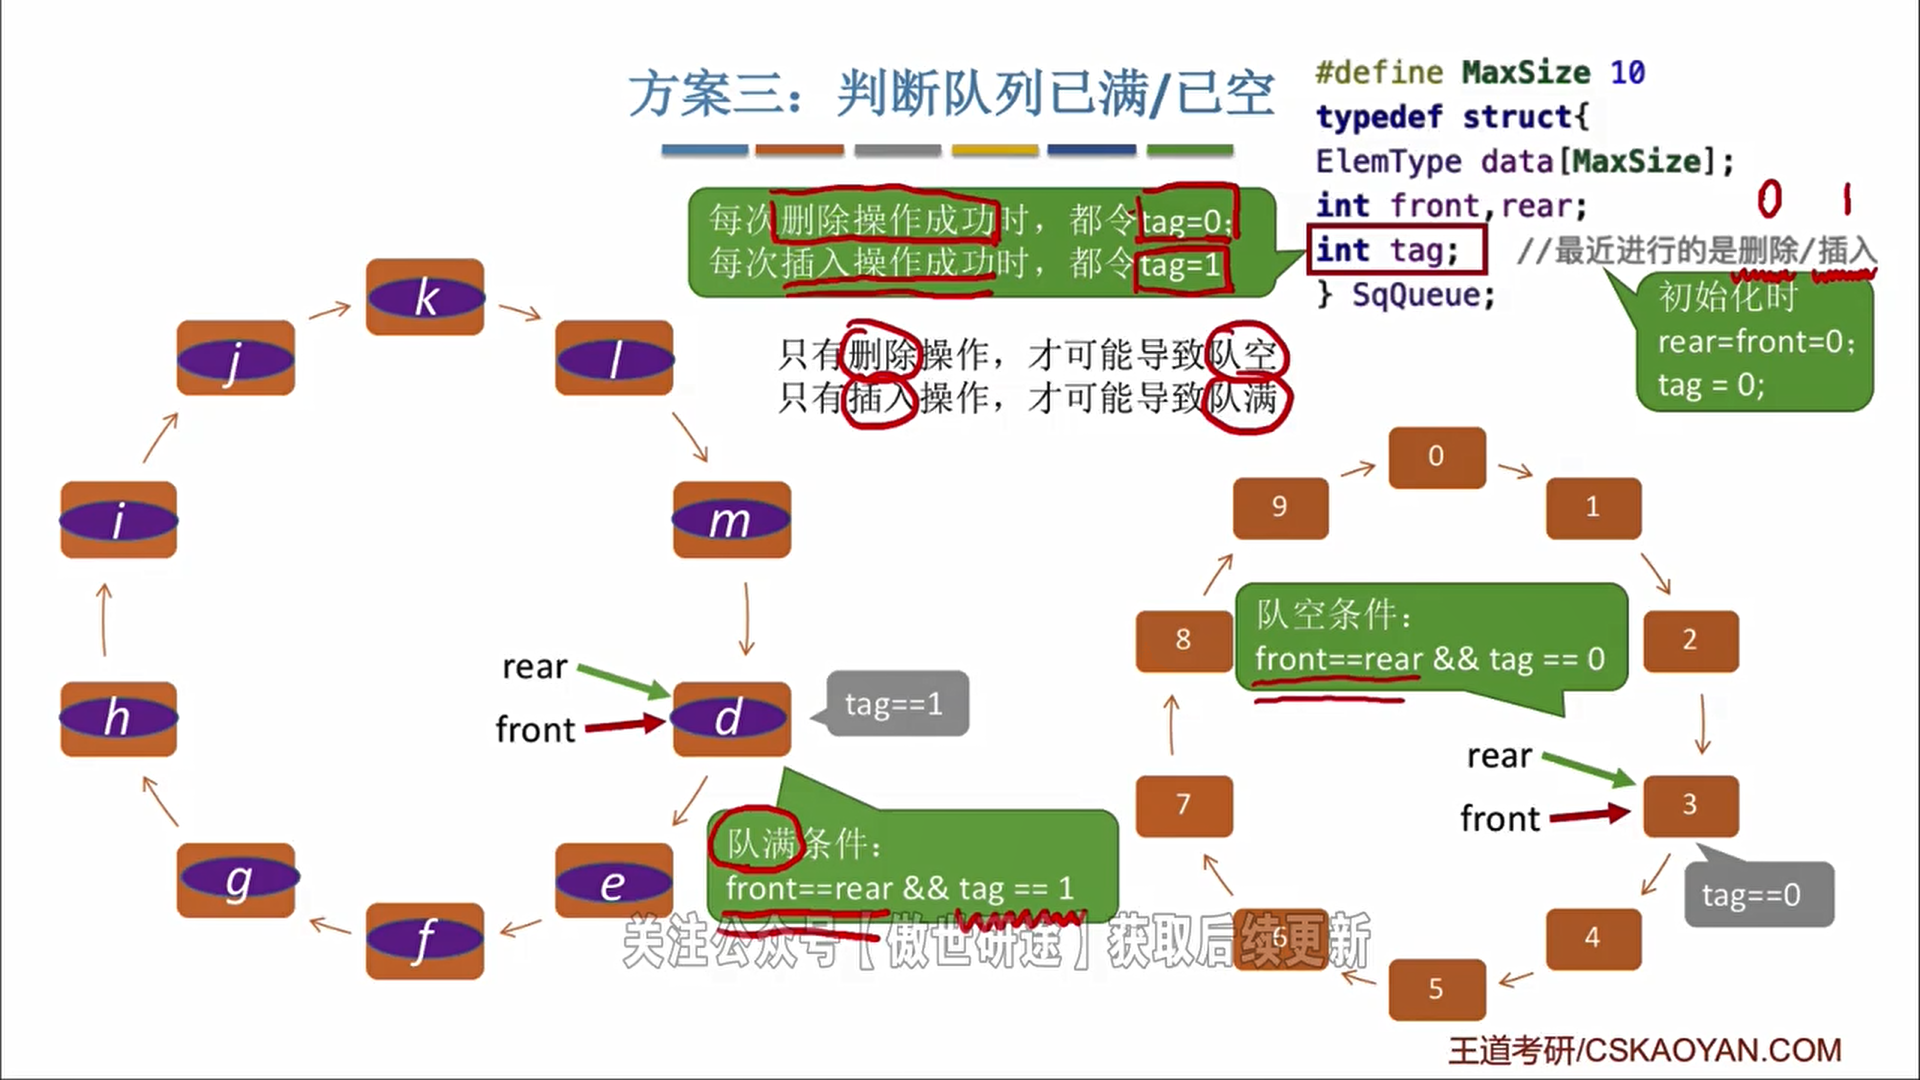 方案三：判断队列已满/已空
#define MaxSize 10
typedef struct{
ElemType data[MaxSize];
int front,rear;
0 1
int tag; //最近进行的是删除/插入
} SqQueue;
每次删除操作成功时，都令tag=0;
每次插入操作成功时，都令tag=1
初始化时
rear=front=0;
tag = 0;
只有删除操作，才可能导致队空
只有插入操作，才可能导致队满
k
j
l
i
m
h
d
g
e
f
rear
front
tag==1
队满条件：
front==rear && tag == 1
0
9
1
8
2
7
3
6
4
5
队空条件：
front==rear && tag == 0
rear
front
tag==0
关注公众号【傲世研途】获取后续更新
王道考研/CSKAOYAN.COM